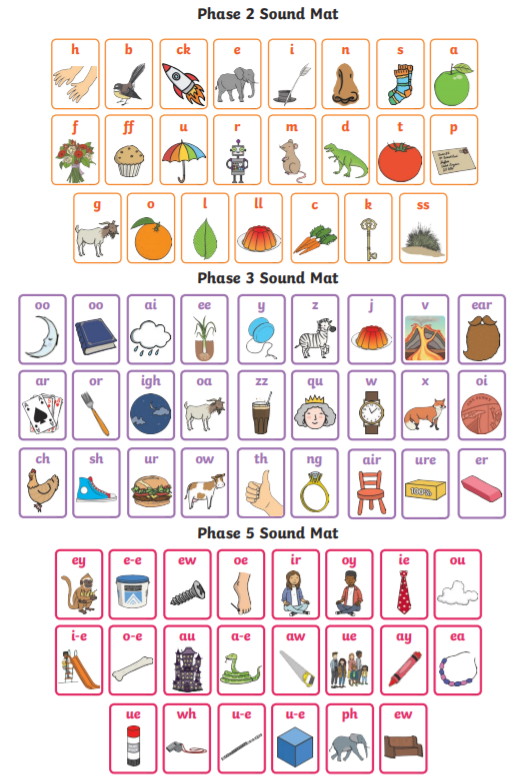 Phase 2 Sound Mat
h b ck e i n s a
f ff u r m d t p
g o l ll c k ss
Phase 3 Sound Mat
oo oo ai ee y z j v ear
ar or igh oa zz qu w x oi
100%
ch sh ur ow th ng air ure er
Phase 5 Sound Mat
ey e-e ew oe ir oy ie ou
i-e o-e au a-e aw ue ay ea
ue wh u-e u-e ph ew